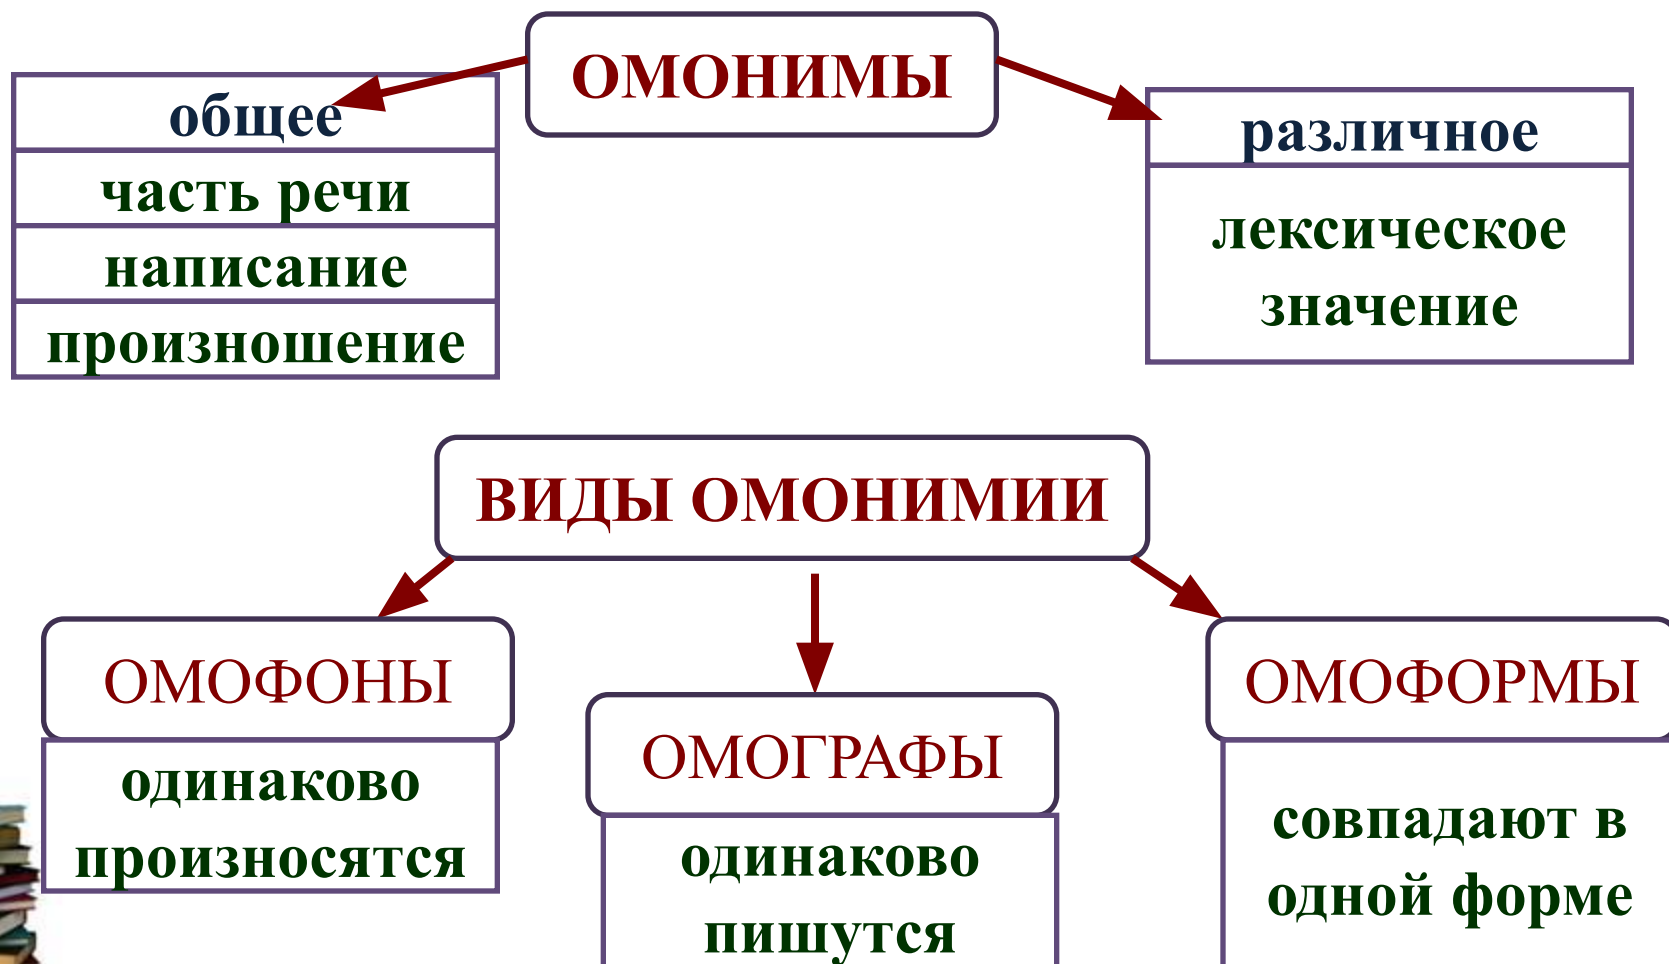 ОМОНИМЫ
общее
часть речи
написание
произношение
различное
лексическое
значение
ВИДЫ ОМОНИМИИ
ОМОФОНЫ
одинаково
произносятся
ОМОГРАФЫ
одинаково
пишутся
ОМОФОРМЫ
совпадают в
одной форме